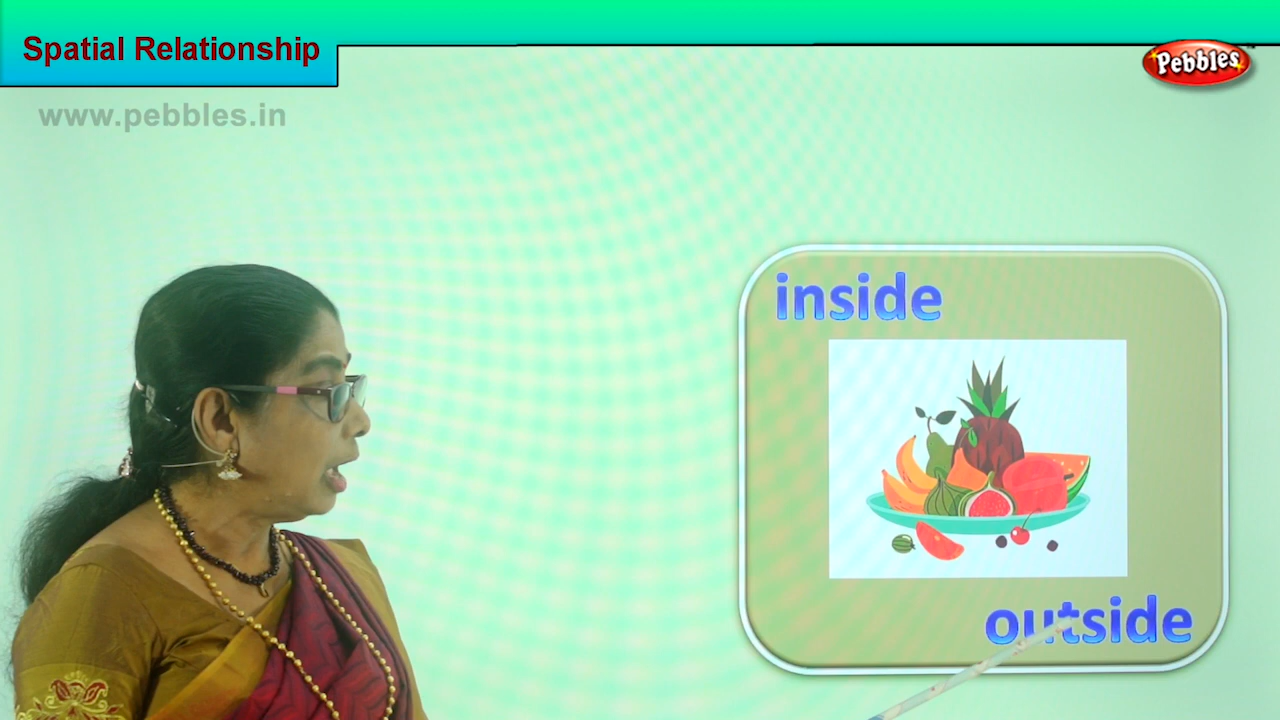 Spatial Relationship
Pebbles
www.pebbles.in
inside
outside